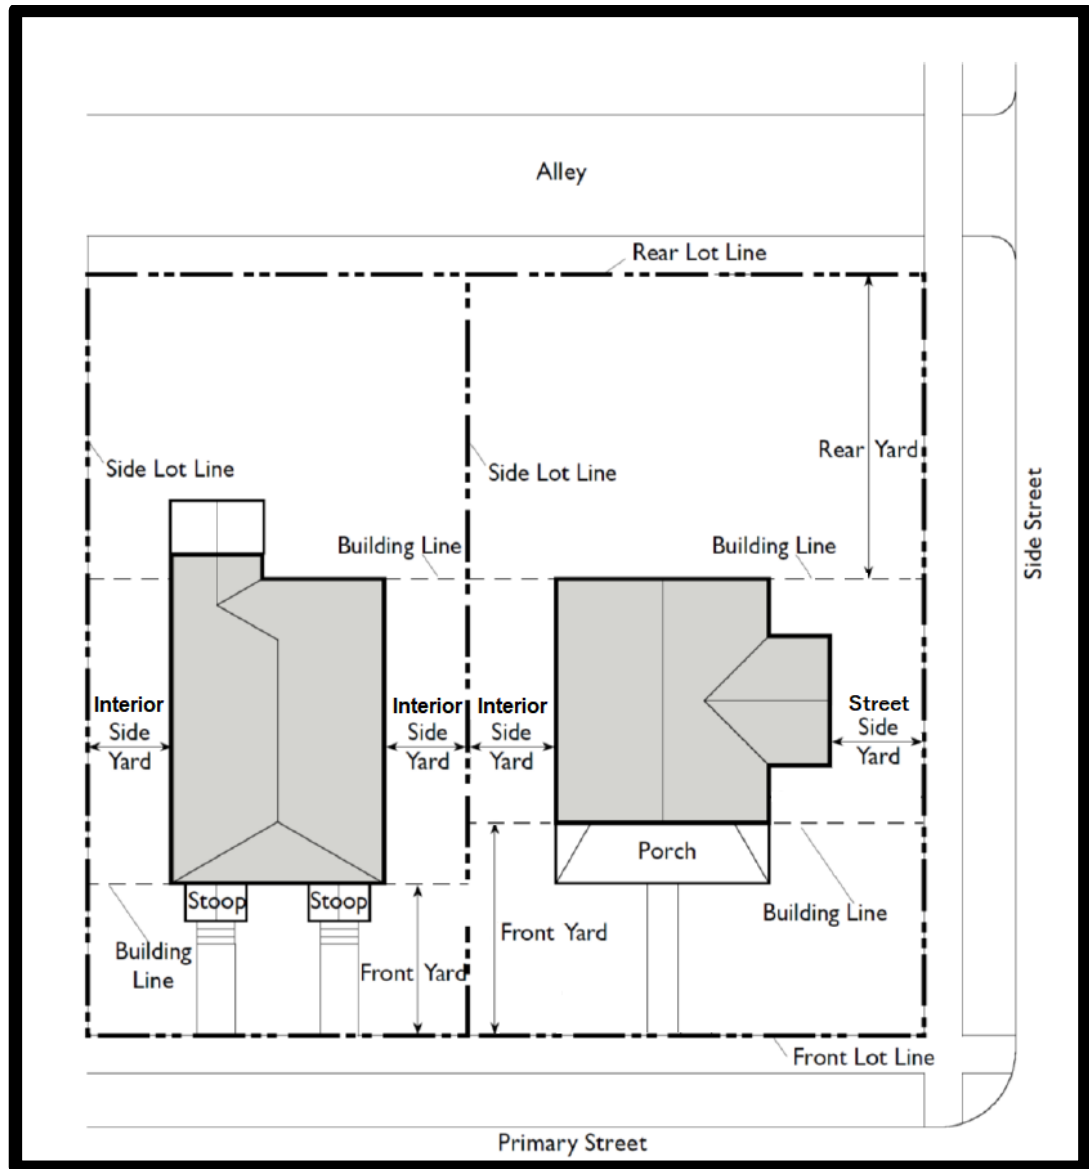 Alley
Rear Lot Line
Side Lot Line
Side Lot Line
Rear Yard
Side Street
Building Line
Building Line
Interior
Side
Yard
Interior
Side
Yard
Interior
Side
Yard
Street
Side
Yard
Porch
Stoop
Stoop
Building Line
Front Yard
Building
Line
Front Yard
Front Lot Line
Primary Street